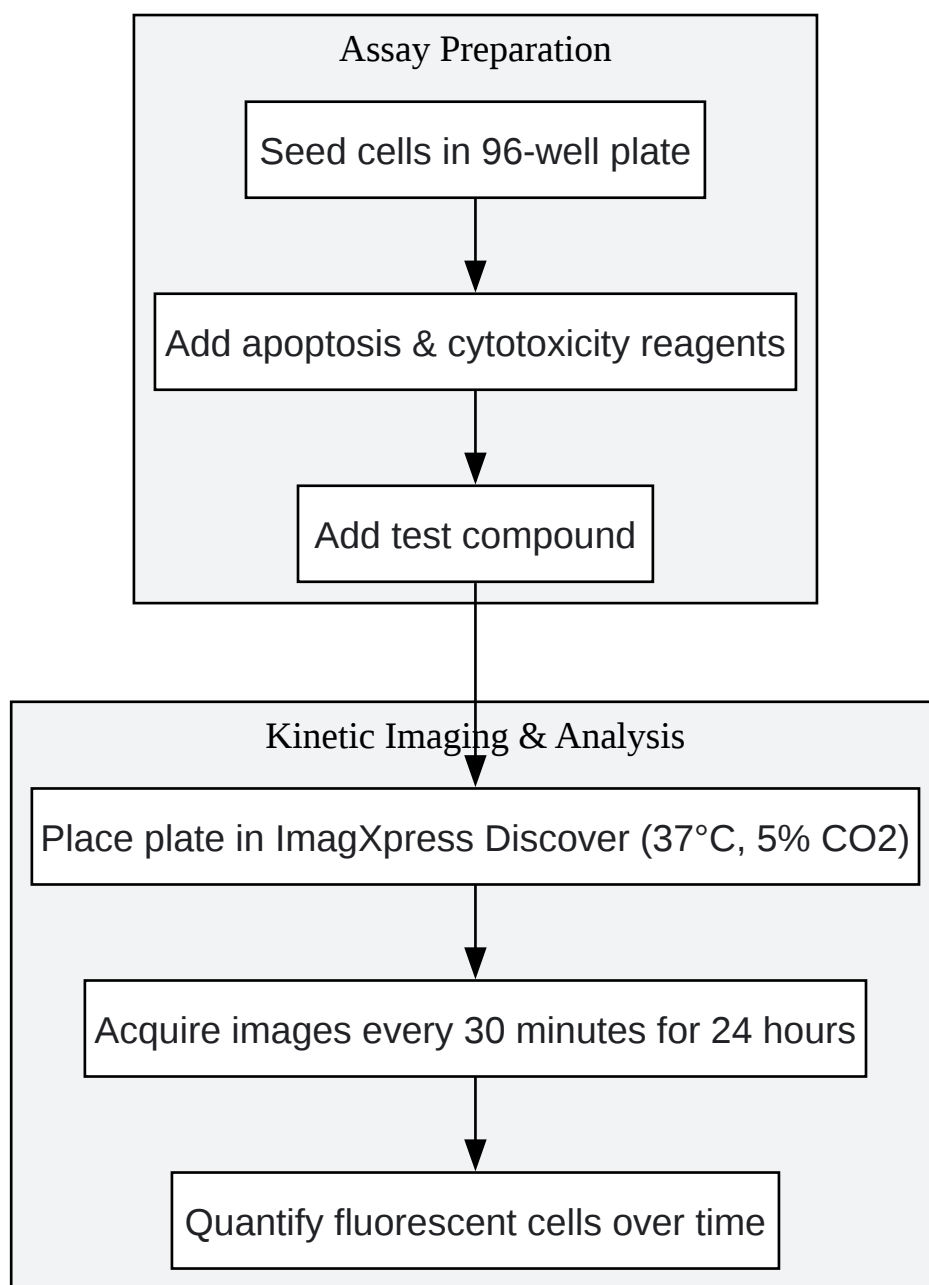 Assay Preparation
Seed cells in 96-well plate
Add apoptosis & cytotoxicity reagents
Add test compound
Kinetic Imaging & Analysis
Place plate in ImagXpress Discover (37°C, 5% CO2)
Acquire images every 30 minutes for 24 hours
Quantify fluorescent cells over time